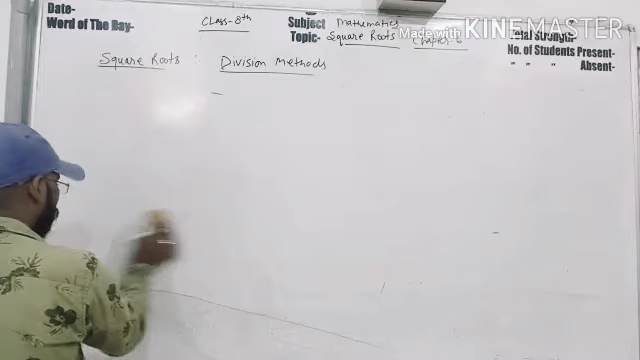 Date-
Word of The Day-
Class-8th
Subject Mathematics
Topic- Square Roots Chapter-6
Made with KINEMASTER
Total Strength-
No. of Students Present-
" " " Absent-
Square Roots : Division Methods